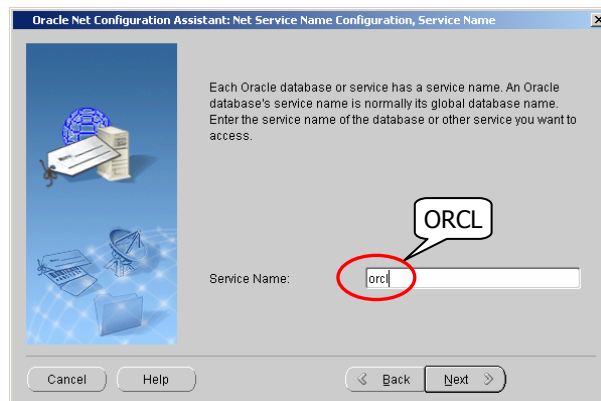 Oracle Net Configuration Assistant: Net Service Name Configuration, Service Name
Each Oracle database or service has a service name. An Oracle
database's service name is normally its global database name.
Enter the service name of the database or other service you want to
access.
ORCL
Service Name: orcl
Cancel Help Back Next